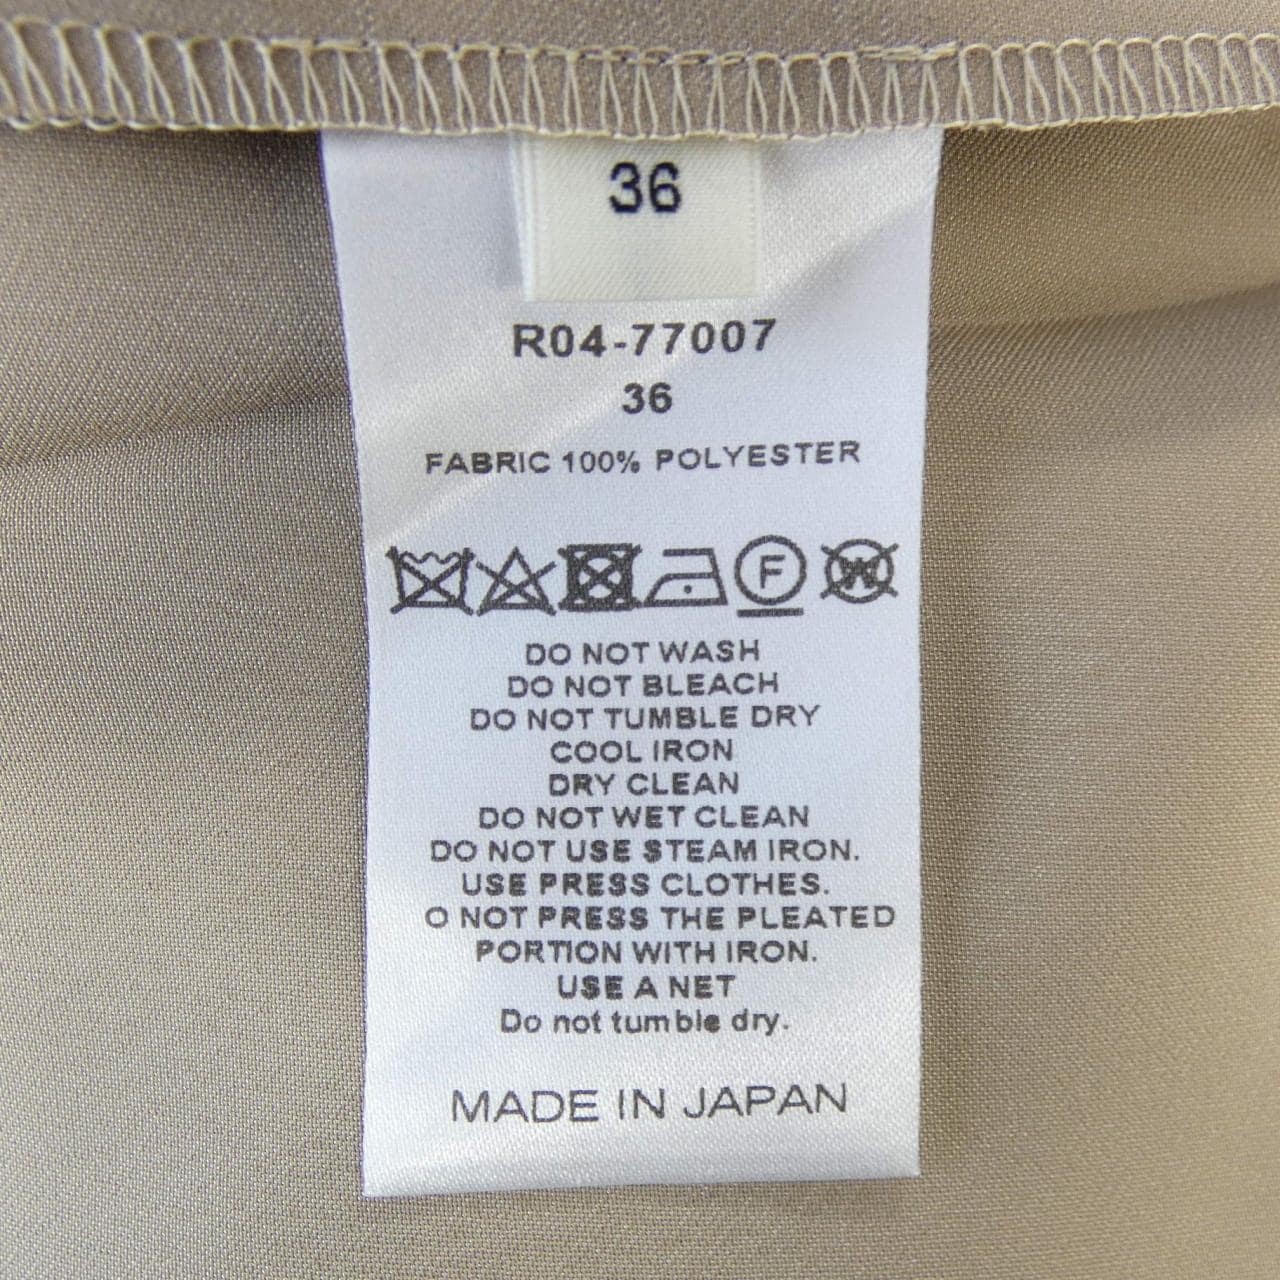 36
R04-77007
36
FABRIC 100% POLYESTER
F W
DO NOT WASH
DO NOT BLEACH
DO NOT TUMBLE DRY
COOL IRON
DRY CLEAN
DO NOT WET CLEAN
DO NOT USE STEAM IRON.
USE PRESS CLOTHES.
O NOT PRESS THE PLEATED
PORTION WITH IRON.
USE A NET
Do not tumble dry.
MADE IN JAPAN